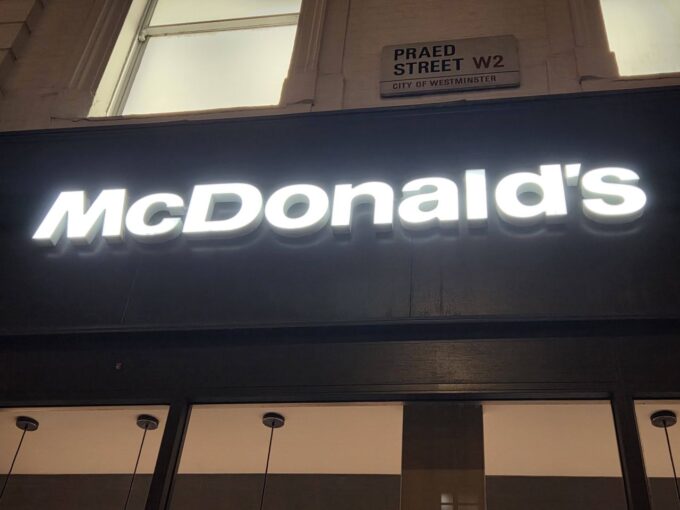 PRAED
STREET W2
CITY OF WESTMINSTER
McDonald's